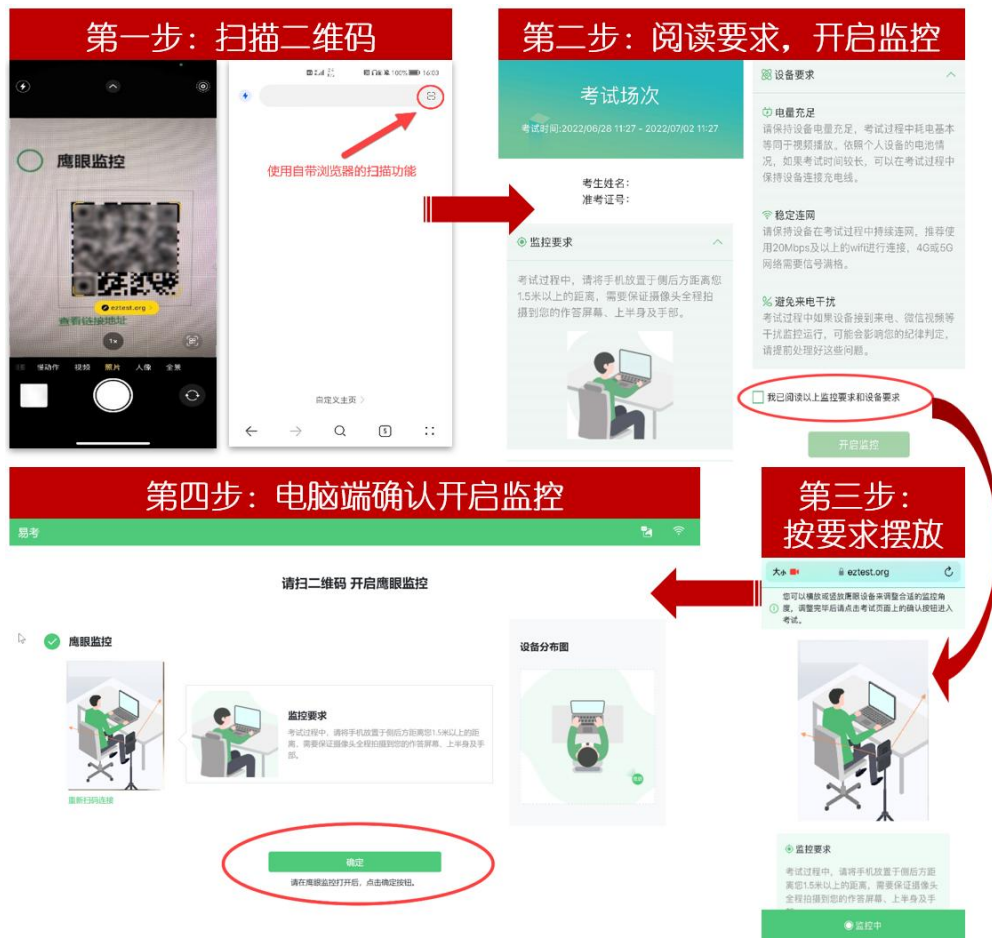 第一步：扫描二维码
鹰眼监控
eztest.org
查看链接地址
1x
慢动作 视频 照片 人像 全景
100% 16:03
使用自带浏览器的扫描功能
自定义主页
5
第二步：阅读要求，开启监控
考试场次
考试时间:2022/06/28 11:27 - 2022/07/02 11:27
考生姓名：
准考证号：
监控要求
考试过程中，请将手机放置于侧后方距离您
1.5米以上的距离，需要保证摄像头全程拍
摄到您的作答屏幕、上半身及手部。
设备要求
电量充足
请保持设备电量充足，考试过程中耗电基本
等同于视频播放。依照个人设备的电池情
况，如果考试时间较长，可以在考试过程中
保持设备连接充电线。
稳定连网
请保持设备在考试过程中持续连网，推荐使
用20Mbps及以上的wifi进行连接，4G或5G
网络需要信号满格。
避免来电干扰
考试过程中如果设备接到来电、微信视频等
干扰监控运行，可能会影响您的纪律判定，
请提前处理好这些问题。
我已阅读以上监控要求和设备要求
开启监控
第三步：
按要求摆放
大小 eztest.org
您可以横放或竖放鹰眼设备来调整合适的监控角
度，调整完毕后请点击考试页面上的确认按钮进入
考试。
监控要求
考试过程中，请将手机放置于侧后方距
离您1.5米以上的距离，需要保证摄像头
全程拍摄到您的作答屏幕、上半身及手
监控中
第四步：电脑端确认开启监控
易考
请扫二维码 开启鹰眼监控
鹰眼监控
重新扫码连接
监控要求
考试过程中，请将手机放置于侧后方距离您1.5米以上的距
离，需要保证摄像头全程拍摄到您的作答屏幕、上半身及手
部。
设备分布图
确定
请在鹰眼监控打开后，点击确定按钮。